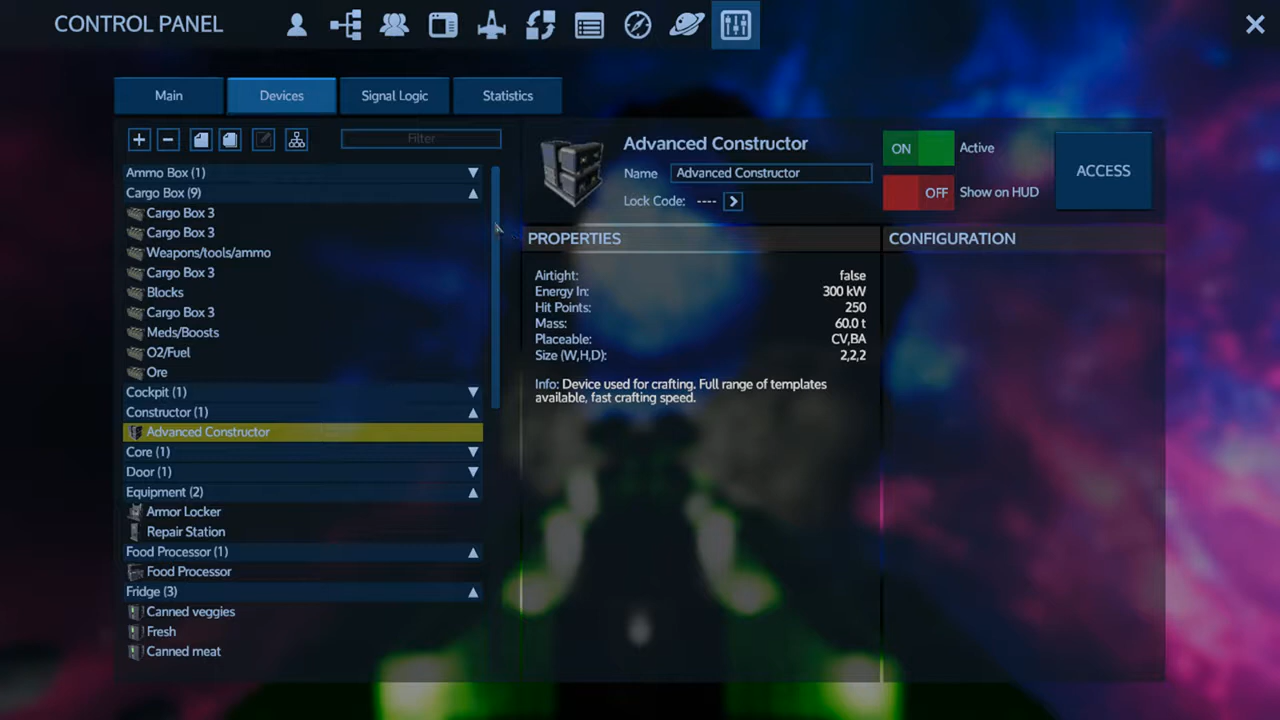 CONTROL PANEL
Main
Devices
Signal Logic
Statistics
Filter
Ammo Box (1)
Cargo Box (9)
Cargo Box 3
Cargo Box 3
Weapons/tools/ammo
Cargo Box 3
Blocks
Cargo Box 3
Meds/Boosts
O2/Fuel
Ore
Cockpit (1)
Constructor (1)
Advanced Constructor
Core (1)
Door (1)
Equipment (2)
Armor Locker
Repair Station
Food Processor (1)
Food Processor
Fridge (3)
Canned veggies
Fresh
Canned meat
Advanced Constructor
Name Advanced Constructor
Lock Code: ----
ON Active
OFF Show on HUD
ACCESS
PROPERTIES
Airtight: false
Energy In: 300 kW
Hit Points: 250
Mass: 60.0 t
Placeable: CV,BA
Size (W,H,D): 2,2,2
Info: Device used for crafting. Full range of templates
available, fast crafting speed.
CONFIGURATION